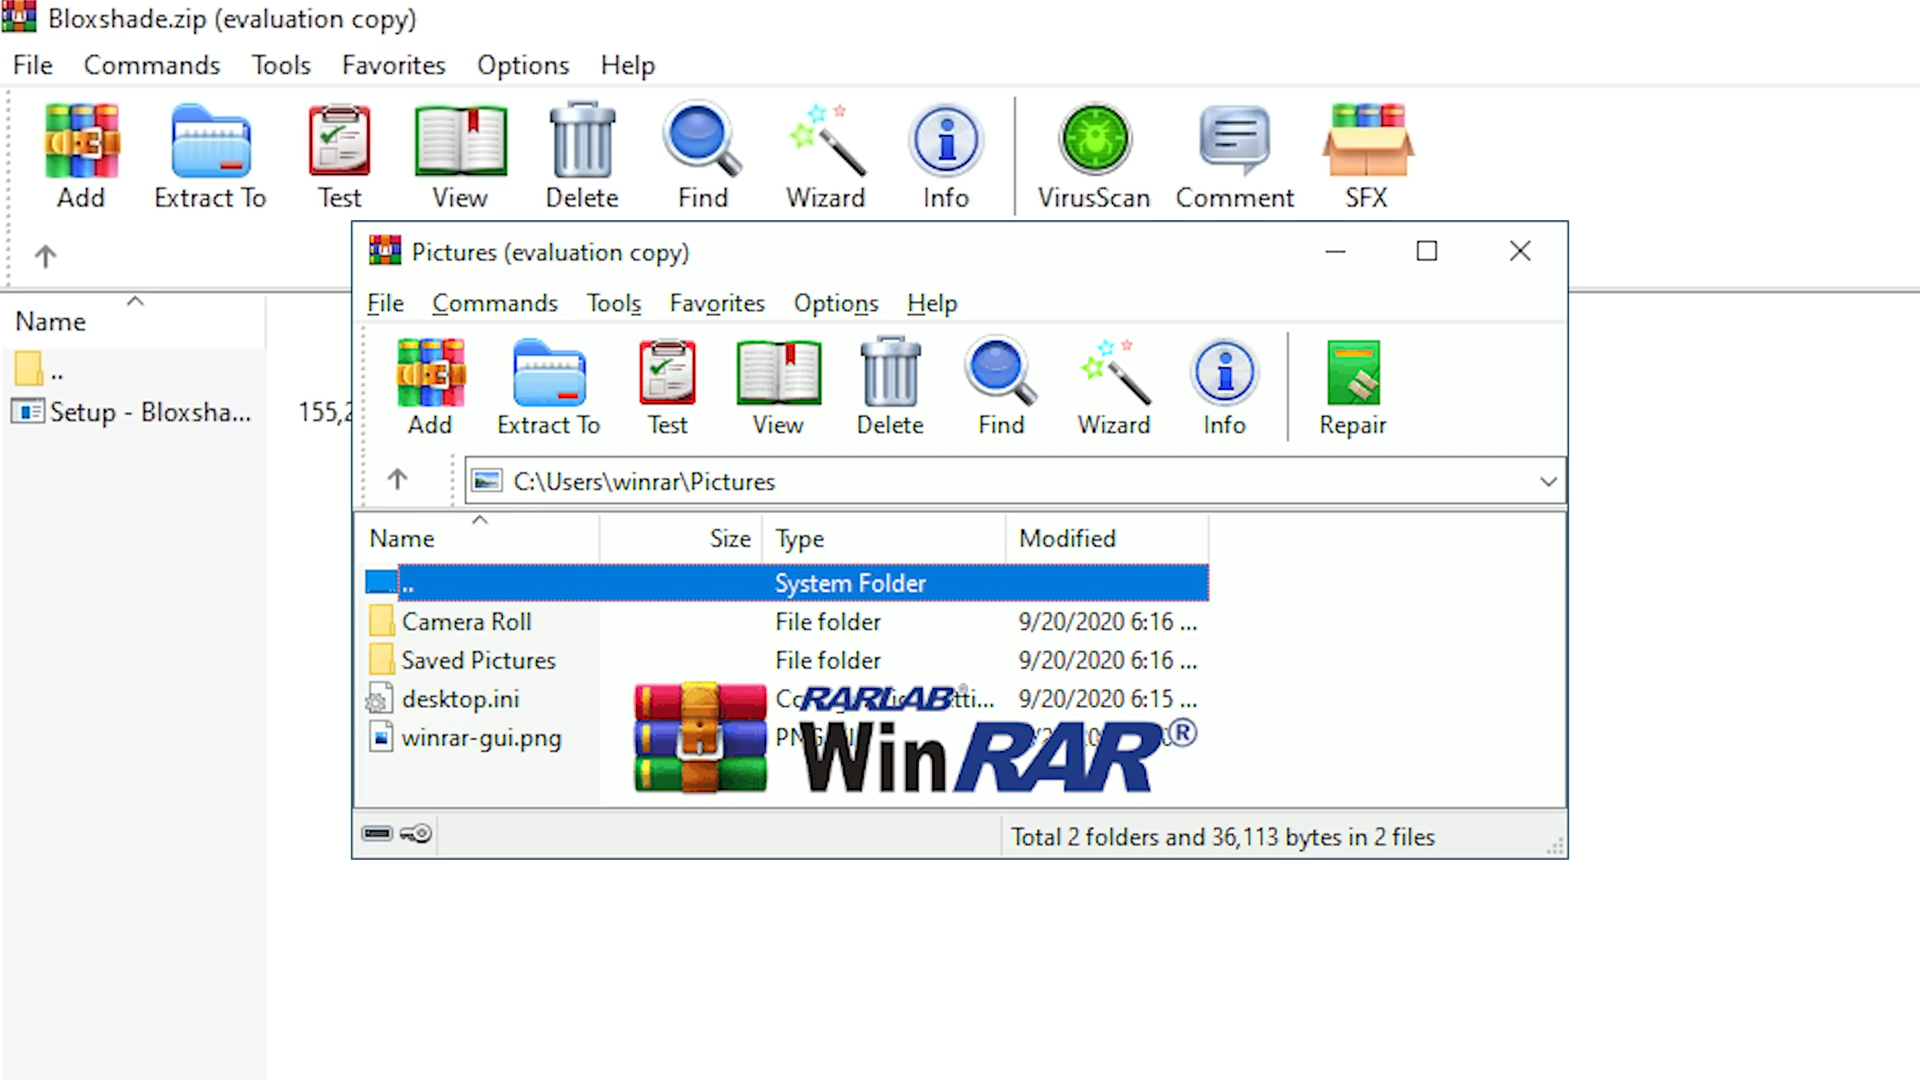 Bloxshade.zip (evaluation copy)
File Commands Tools Favorites Options Help
Add Extract To Test View Delete Find Wizard Info VirusScan Comment SFX
Name
..
Setup - Bloxsha... 155,2
Pictures (evaluation copy)
File Commands Tools Favorites Options Help
Add Extract To Test View Delete Find Wizard Info Repair
C:\Users\winrar\Pictures
Name Size Type Modified
.. System Folder
Camera Roll File folder 9/20/2020 6:16 ...
Saved Pictures File folder 9/20/2020 6:16 ...
desktop.ini 9/20/2020 6:15 ...
winrar-gui.png
RARLAB®
WinRAR®
Total 2 folders and 36,113 bytes in 2 files